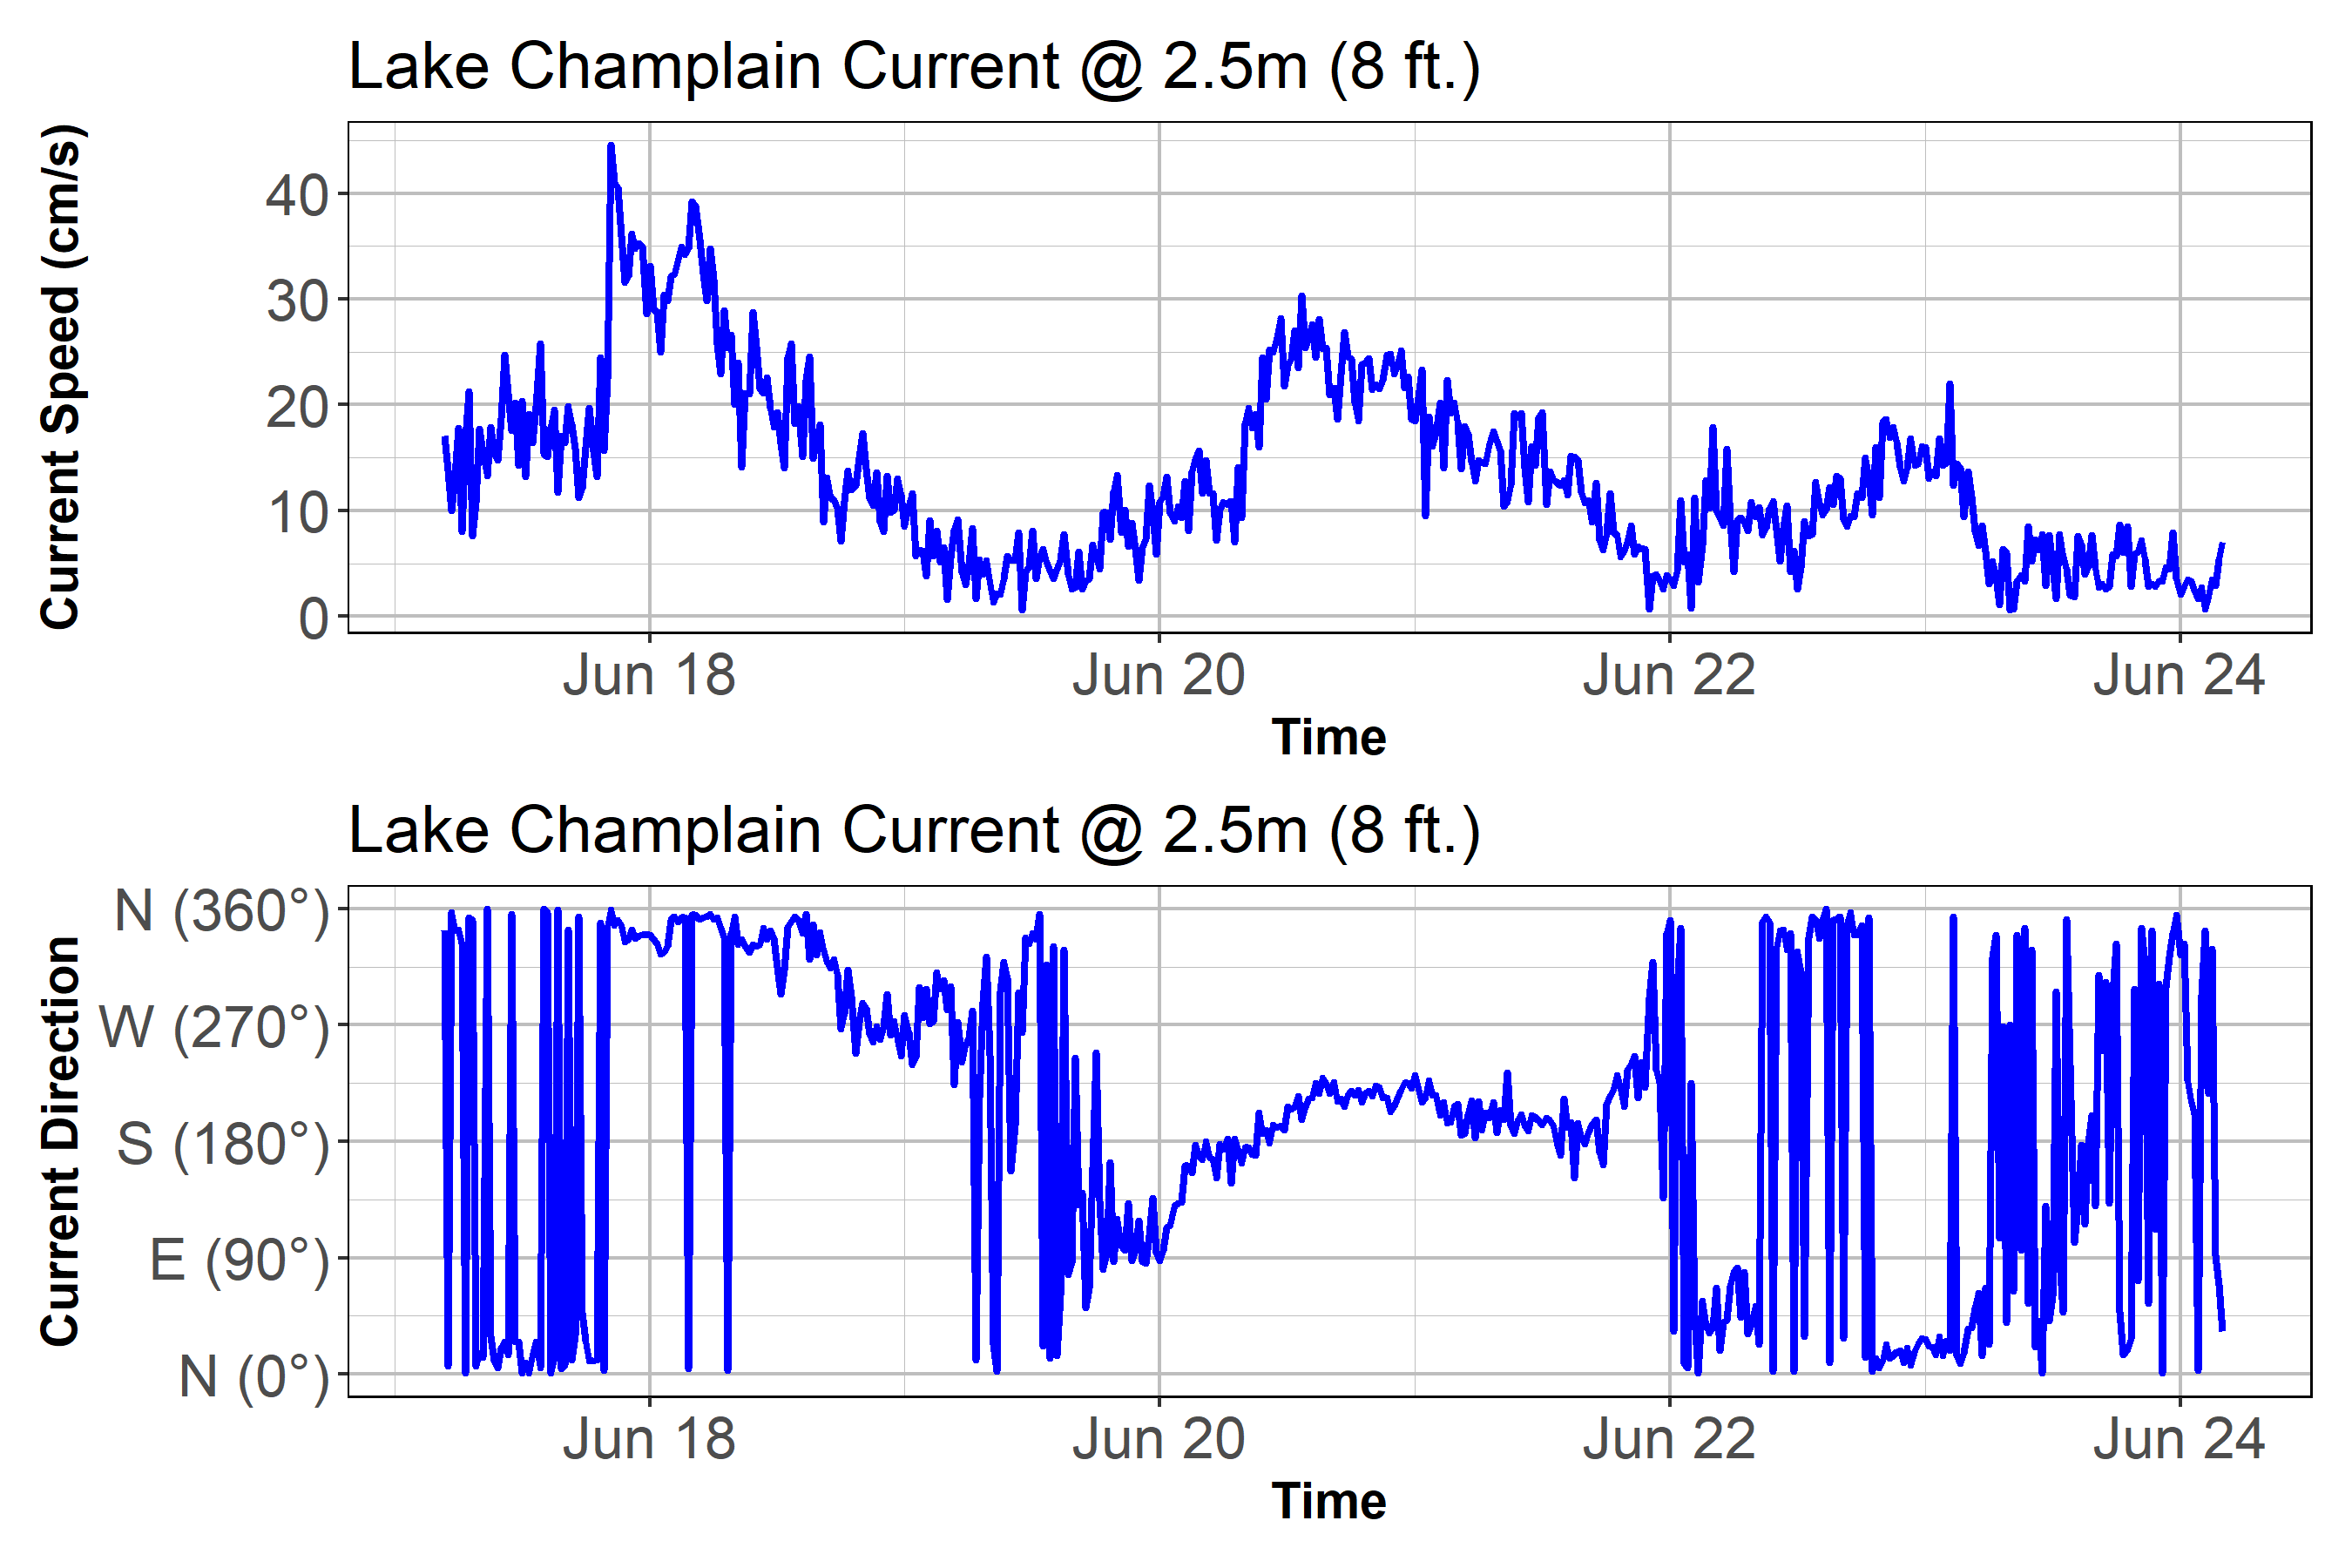 Lake Champlain Current @ 2.5m (8 ft.)
Current Speed (cm/s)
40
30
20
10
0
Jun 18 Jun 20 Jun 22 Jun 24
Time
Lake Champlain Current @ 2.5m (8 ft.)
Current Direction
N (360°)
W (270°)
S (180°)
E (90°)
N (0°)
Jun 18 Jun 20 Jun 22 Jun 24
Time